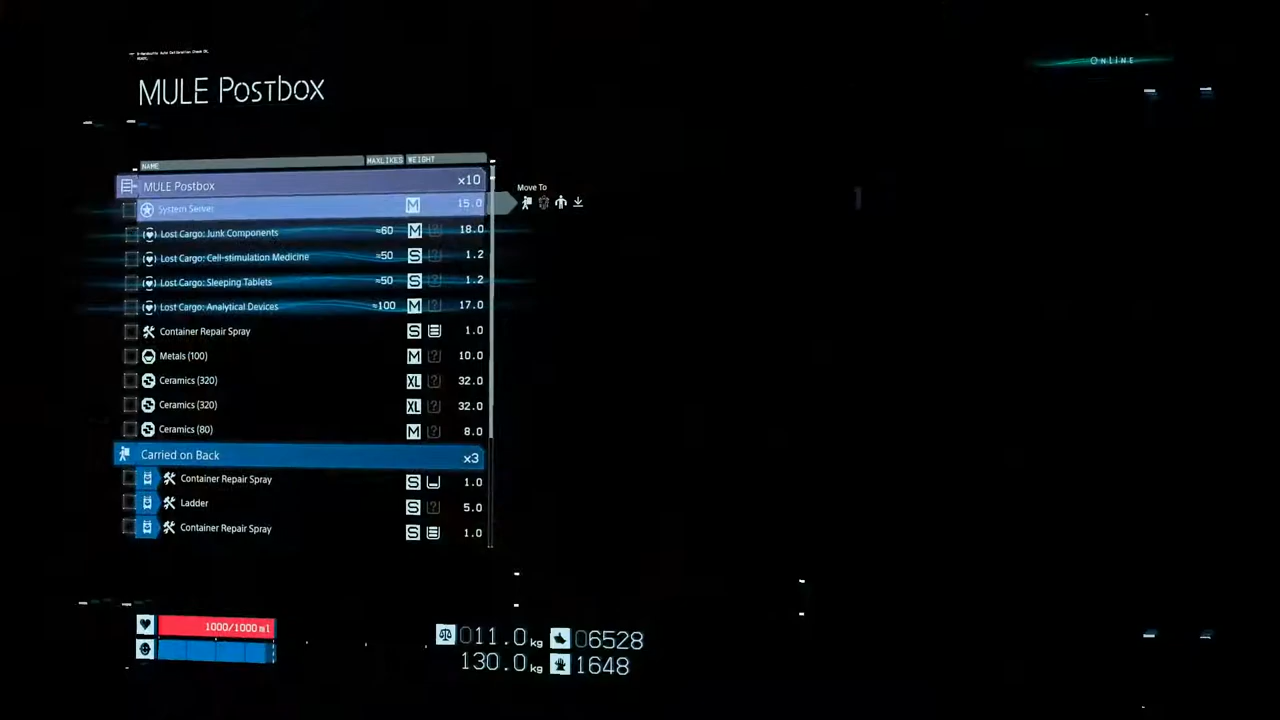 ONLINE
MULE Postbox
NAME MAXLIKES WEIGHT
MULE Postbox x10
System Server M 15.0
Move To
Lost Cargo: Junk Components ≈60 M ? 18.0
Lost Cargo: Cell-stimulation Medicine ≈50 S ? 1.2
Lost Cargo: Sleeping Tablets ≈50 S ? 1.2
Lost Cargo: Analytical Devices ≈100 M ? 17.0
Container Repair Spray S 1.0
Metals (100) M ? 10.0
Ceramics (320) XL ? 32.0
Ceramics (320) XL ? 32.0
Ceramics (80) M ? 8.0
Carried on Back x3
Container Repair Spray S 1.0
Ladder S ? 5.0
Container Repair Spray S 1.0
1000/1000 ml
011.0 kg 06528
130.0 kg 1648